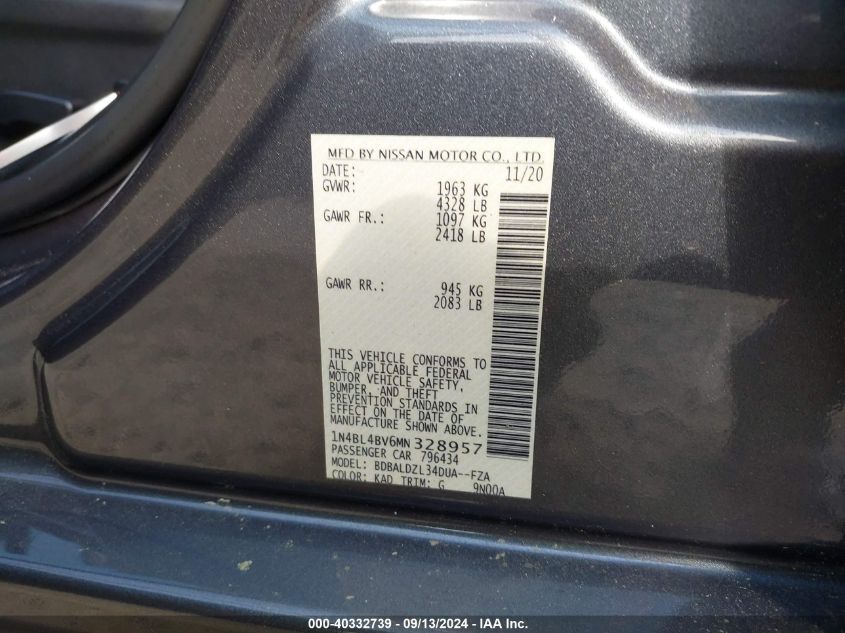 MFD BY NISSAN MOTOR CO., LTD.
DATE: 11/20
GVWR: 1963 KG
4328 LB
GAWR FR.: 1097 KG
2418 LB
GAWR RR.: 945 KG
2083 LB
THIS VEHICLE CONFORMS TO
ALL APPLICABLE FEDERAL
MOTOR VEHICLE SAFETY,
BUMPER, AND THEFT
PREVENTION STANDARDS IN
EFFECT ON THE DATE OF
MANUFACTURE SHOWN ABOVE.
1N4BL4BV6MN328957
PASSENGER CAR 796434
MODEL: BDBALDZL34DUA--FZA
COLOR: KAD TRIM: G 9N00A
000-40332739 / 09/13/2024 - IAA Inc.